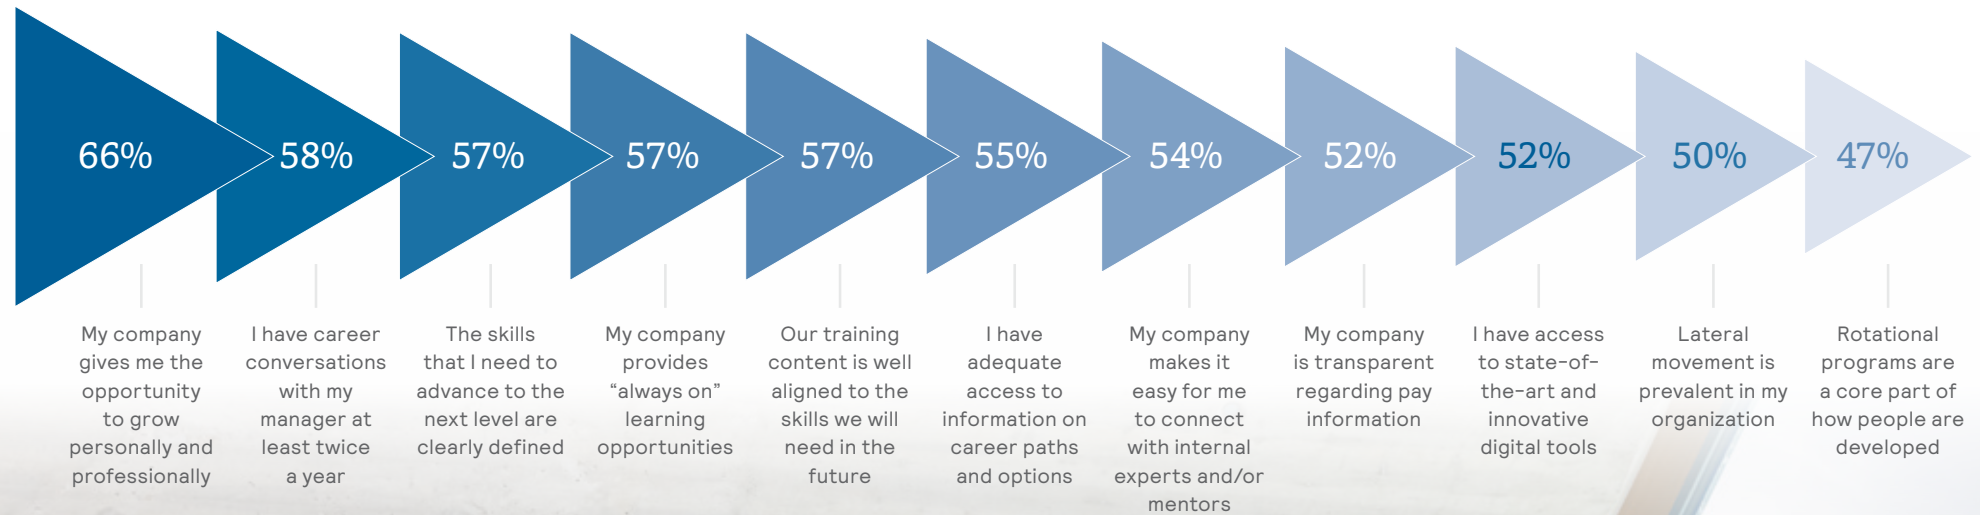 66%
58%
57%
57%
57%
55%
54%
52%
52%
50%
47%
My company
gives me the
opportunity
to grow
personally and
professionally
I have career
conversations
with my
manager at
least twice
a year
The skills
that I need to
advance to the
next level are
clearly defined
My company
provides
“always on”
learning
opportunities
Our training
content is well
aligned to the
skills we will
need in the
future
I have
adequate
access to
information on
career paths
and options
My company
makes it
easy for me
to connect
with internal
experts and/or
mentors
My company
is transparent
regarding pay
information
I have access
to state-of-
the-art and
innovative
digital tools
Lateral
movement is
prevalent in my
organization
Rotational
programs are
a core part of
how people are
developed